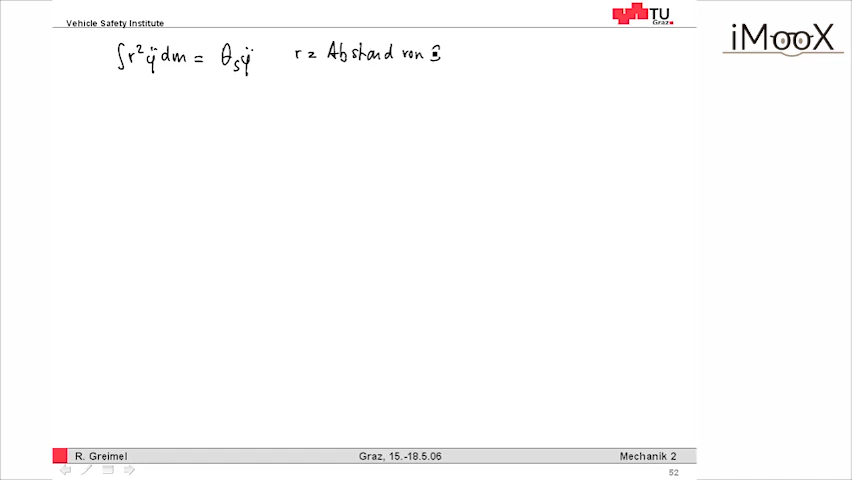 Vehicle Safety Institute
TU
Graz
iMooX
∫r²φ̈ dm = θ_S φ̈ r = Abstand von S
R. Greimel Graz, 15.-18.5.06 Mechanik 2
52